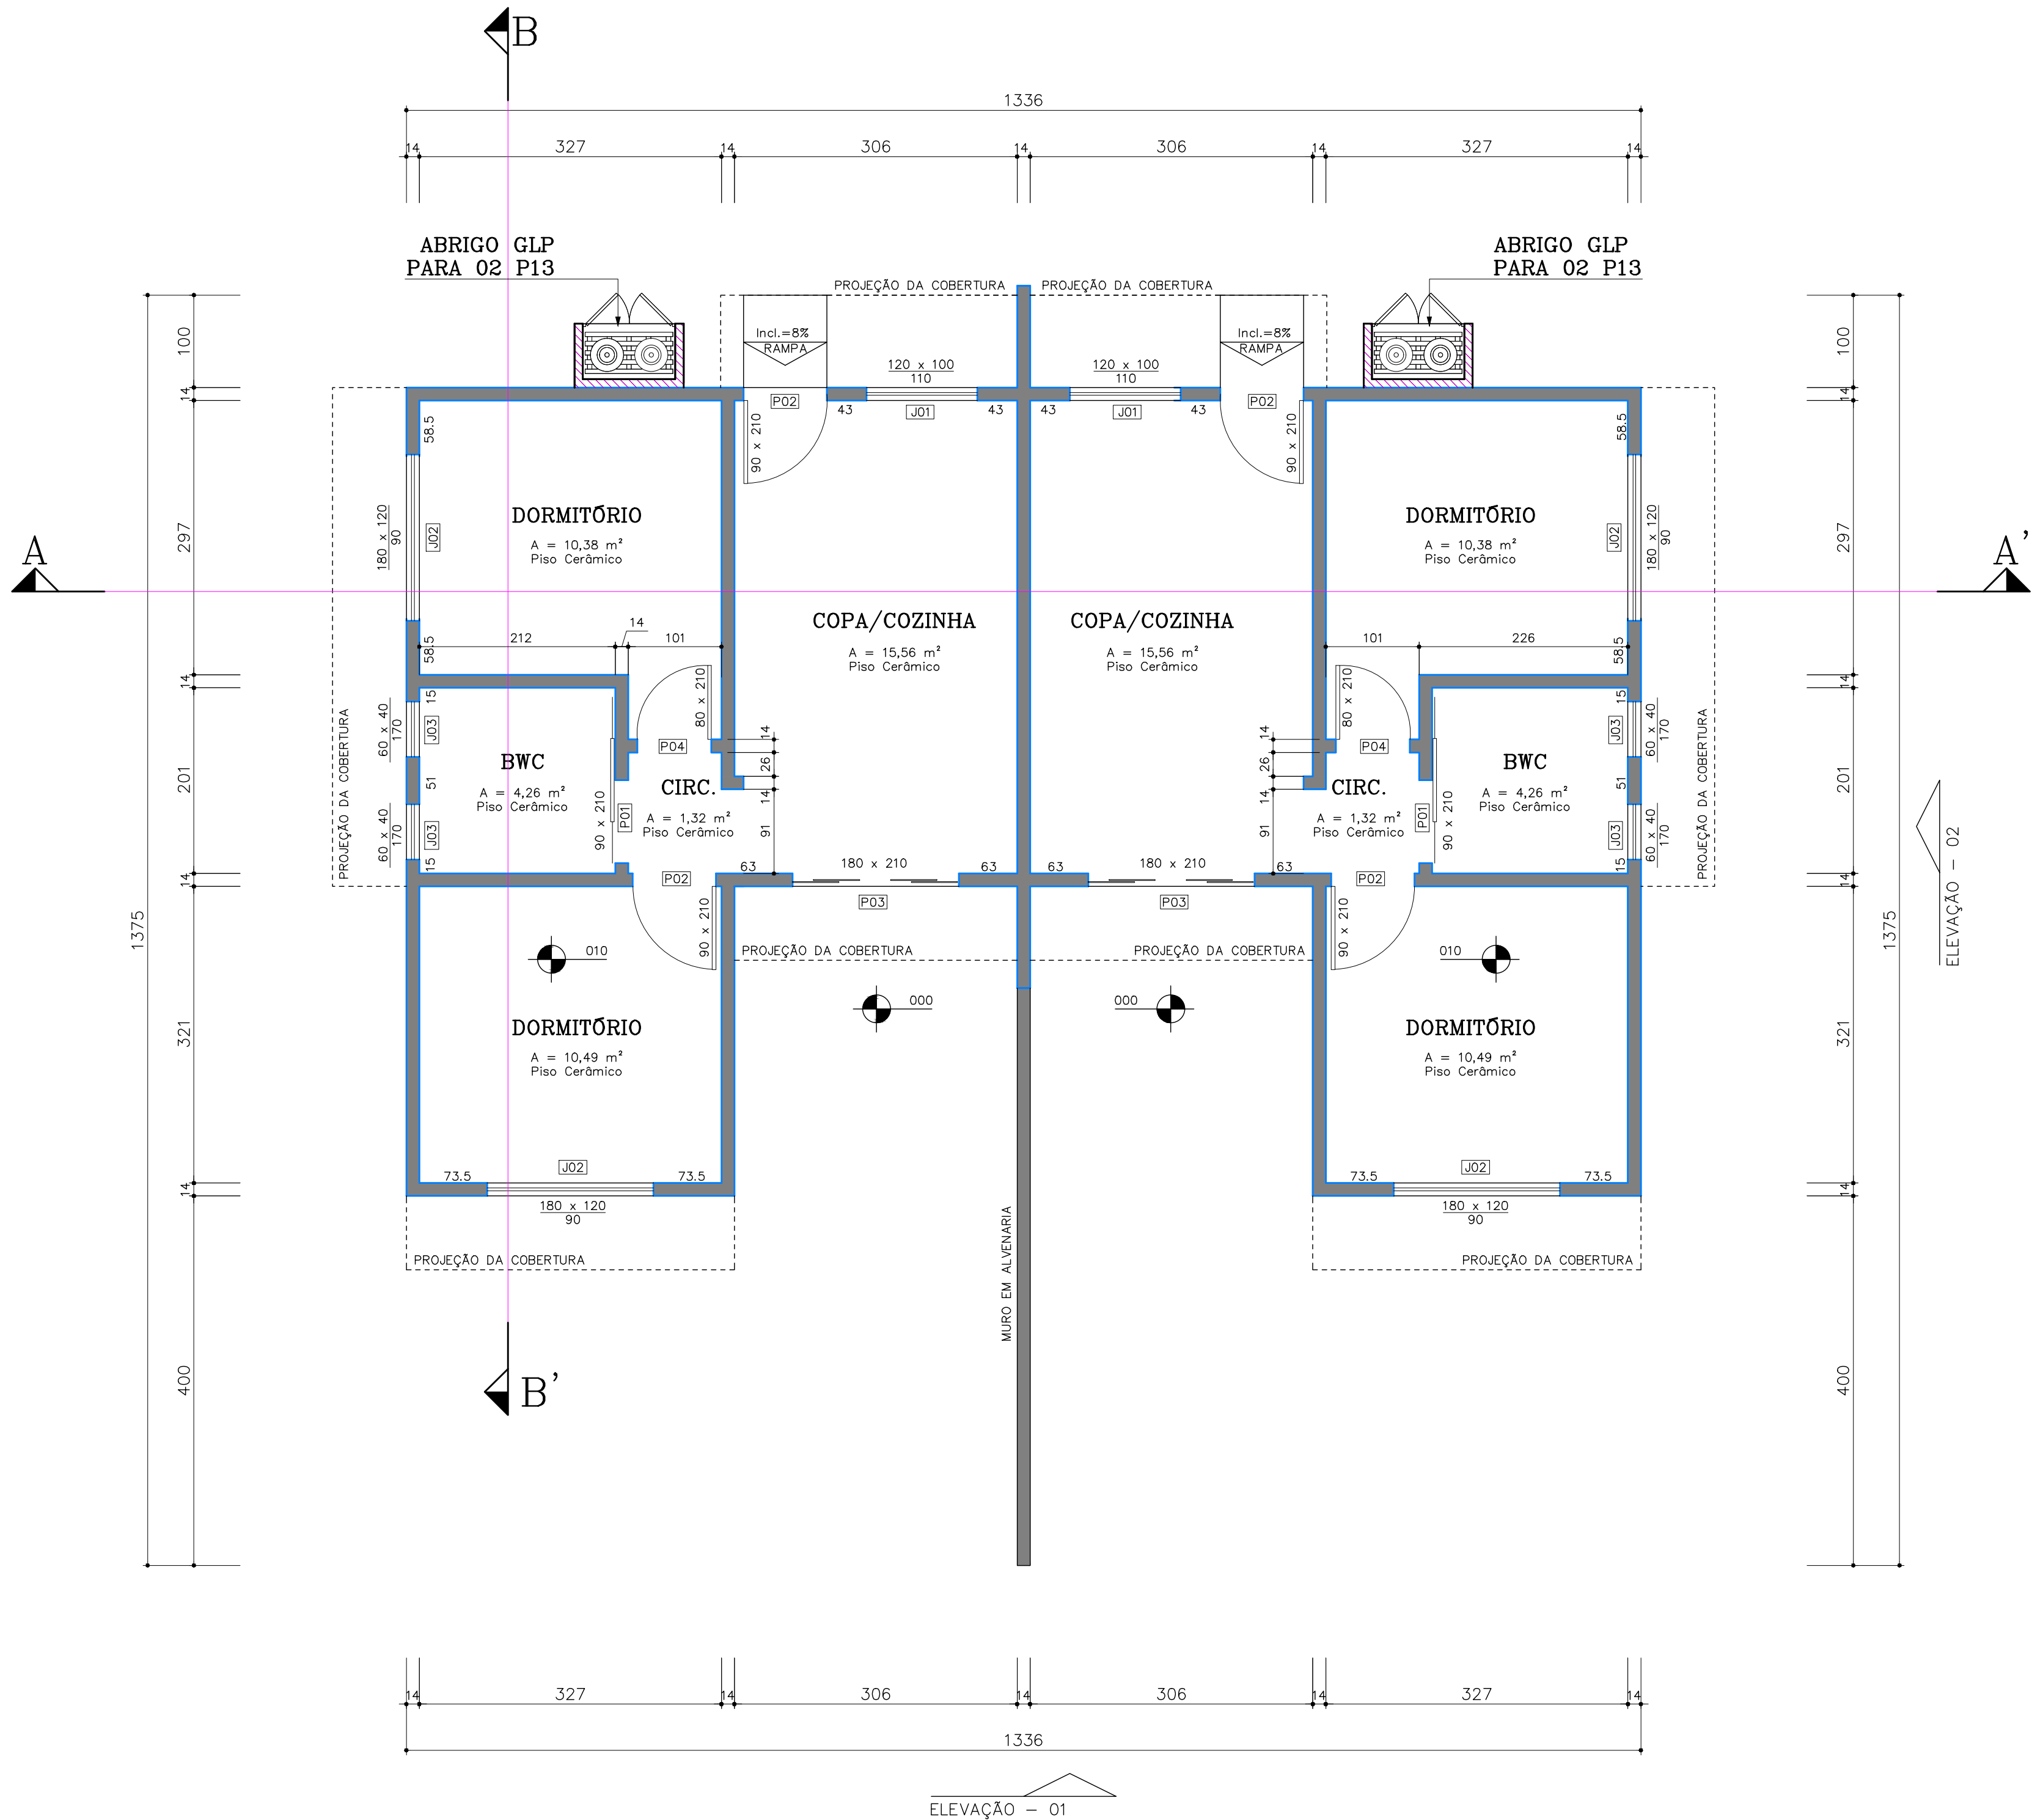 B
1336
14 327 14 306 14 306 14 327 14
ABRIGO GLP
PARA 02 P13
ABRIGO GLP
PARA 02 P13
PROJEÇÃO DA COBERTURA
PROJEÇÃO DA COBERTURA
Incl.=8%
RAMPA
Incl.=8%
RAMPA
120 x 100
110
120 x 100
110
P02
J01
43
43
43
J01
43
P02
90 x 210
90 x 210
100
14
297
14
201
14
321
14
400
1375
100
14
297
14
201
14
321
14
400
1375
58.5
58.5
180 x 120
90
J02
DORMITÓRIO
A = 10,38 m²
Piso Cerâmico
DORMITÓRIO
A = 10,38 m²
Piso Cerâmico
J02
180 x 120
90
A
A'
COPA/COZINHA
A = 15,56 m²
Piso Cerâmico
COPA/COZINHA
A = 15,56 m²
Piso Cerâmico
58.5
212
14
101
101
226
58.5
80 x 210
80 x 210
P04
P04
15
60 x 40
170
J03
51
60 x 40
170
J03
15
PROJEÇÃO DA COBERTURA
BWC
A = 4,26 m²
Piso Cerâmico
90 x 210
P01
CIRC.
A = 1,32 m²
Piso Cerâmico
14
26
14
91
14
26
14
91
CIRC.
A = 1,32 m²
Piso Cerâmico
P01
90 x 210
BWC
A = 4,26 m²
Piso Cerâmico
15
J03
60 x 40
170
51
J03
60 x 40
170
15
PROJEÇÃO DA COBERTURA
ELEVAÇÃO - 02
P02
63
180 x 210
63
63
180 x 210
63
P02
P03
P03
90 x 210
90 x 210
PROJEÇÃO DA COBERTURA
PROJEÇÃO DA COBERTURA
010
000
000
010
DORMITÓRIO
A = 10,49 m²
Piso Cerâmico
DORMITÓRIO
A = 10,49 m²
Piso Cerâmico
73.5
J02
73.5
73.5
J02
73.5
180 x 120
90
180 x 120
90
PROJEÇÃO DA COBERTURA
MURO EM ALVENARIA
PROJEÇÃO DA COBERTURA
B'
14 327 14 306 14 306 14 327 14
1336
ELEVAÇÃO - 01